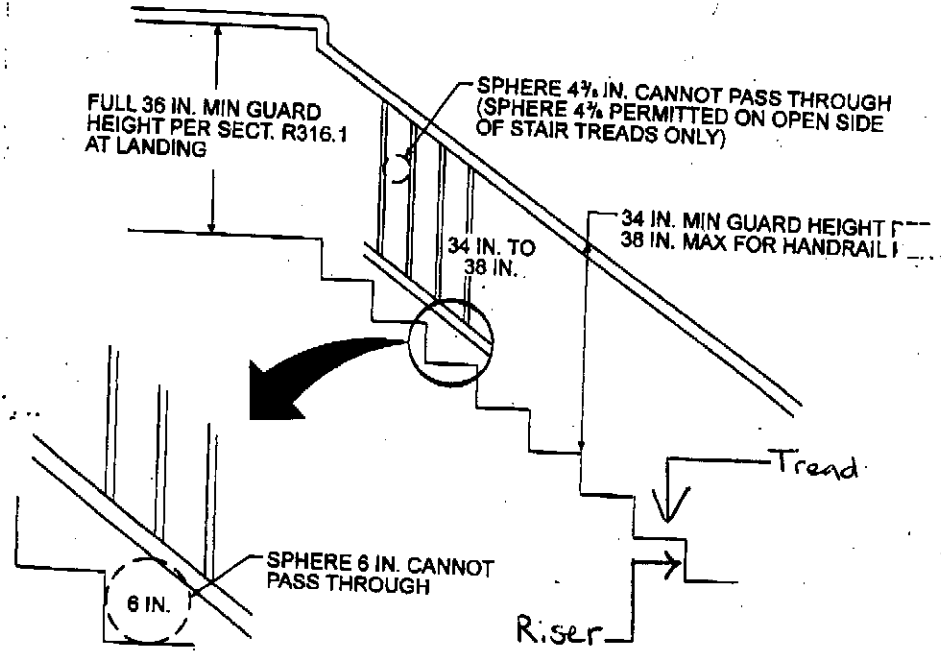 FULL 36 IN. MIN GUARD
HEIGHT PER SECT. R316.1
AT LANDING
SPHERE 4⅜ IN. CANNOT PASS THROUGH
(SPHERE 4⅜ PERMITTED ON OPEN SIDE
OF STAIR TREADS ONLY)
34 IN. MIN GUARD HEIGHT
38 IN. MAX FOR HANDRAIL
34 IN. TO
38 IN.
Tread
SPHERE 6 IN. CANNOT
PASS THROUGH
6 IN.
Riser